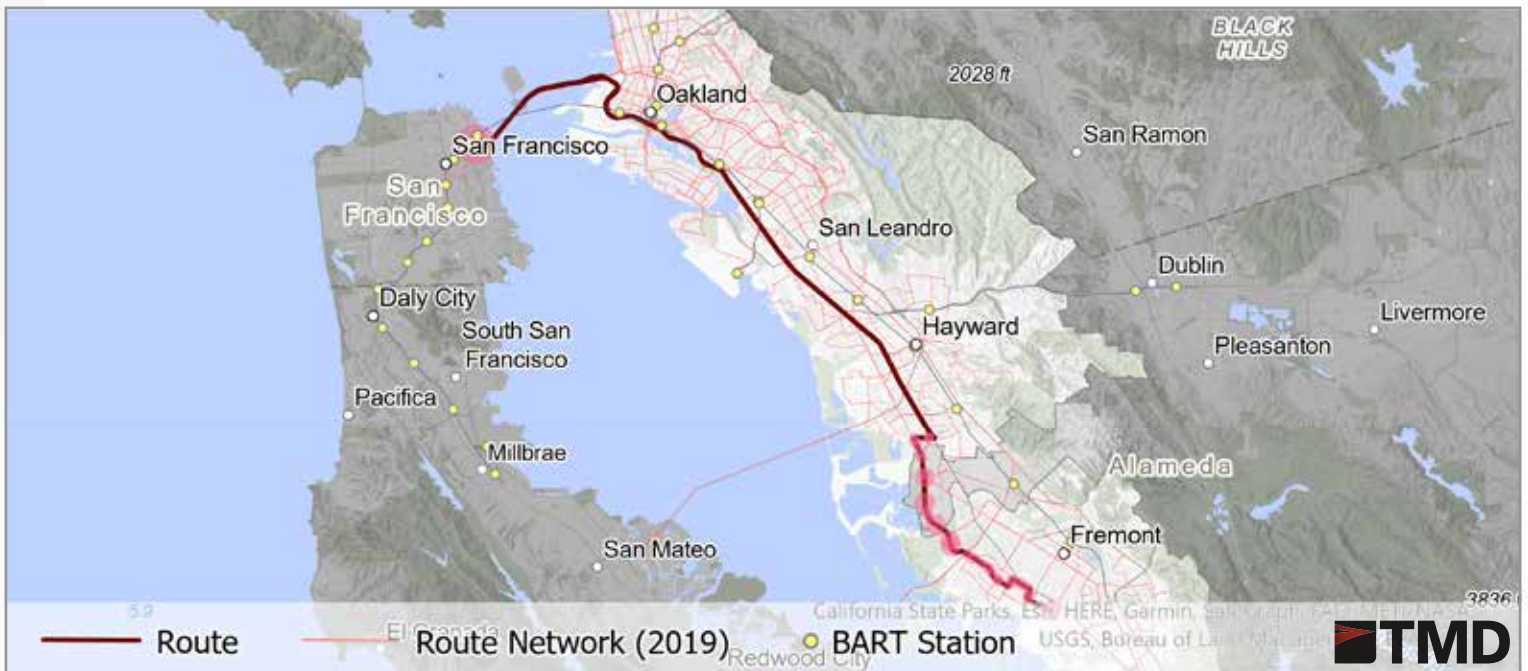 BLACK
HILLS
2028 ft
Oakland
San Ramon
San Francisco
San
Francisco
San Leandro
Dublin
Daly City
Hayward
Livermore
South San
Francisco
Pleasanton
Pacifica
Millbrae
Alameda
Fremont
San Mateo
3836
5.9
California State Parks, HERE, Garmin,
Route
El Granada
Route Network (2019)
Redwood City
BART Station
USGS, Bureau of
TMD